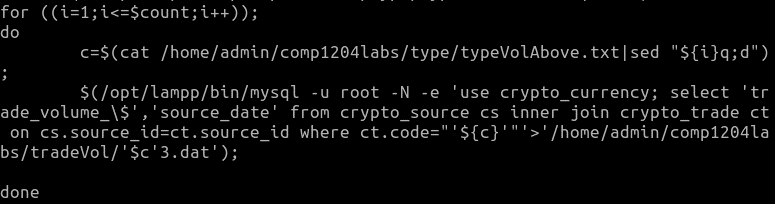 for ((i=1;i<=$count;i++));
do
        c=$(cat /home/admin/comp1204labs/type/typeVolAbove.txt|sed "${i}q;d")
;
        $(/opt/lampp/bin/mysql -u root -N -e 'use crypto_currency; select 'tr
ade_volume_\$','source_date' from crypto_source cs inner join crypto_trade ct
 on cs.source_id=ct.source_id where ct.code="'${c}'"'>'/home/admin/comp1204la
bs/tradeVol/'$c'3.dat');

done